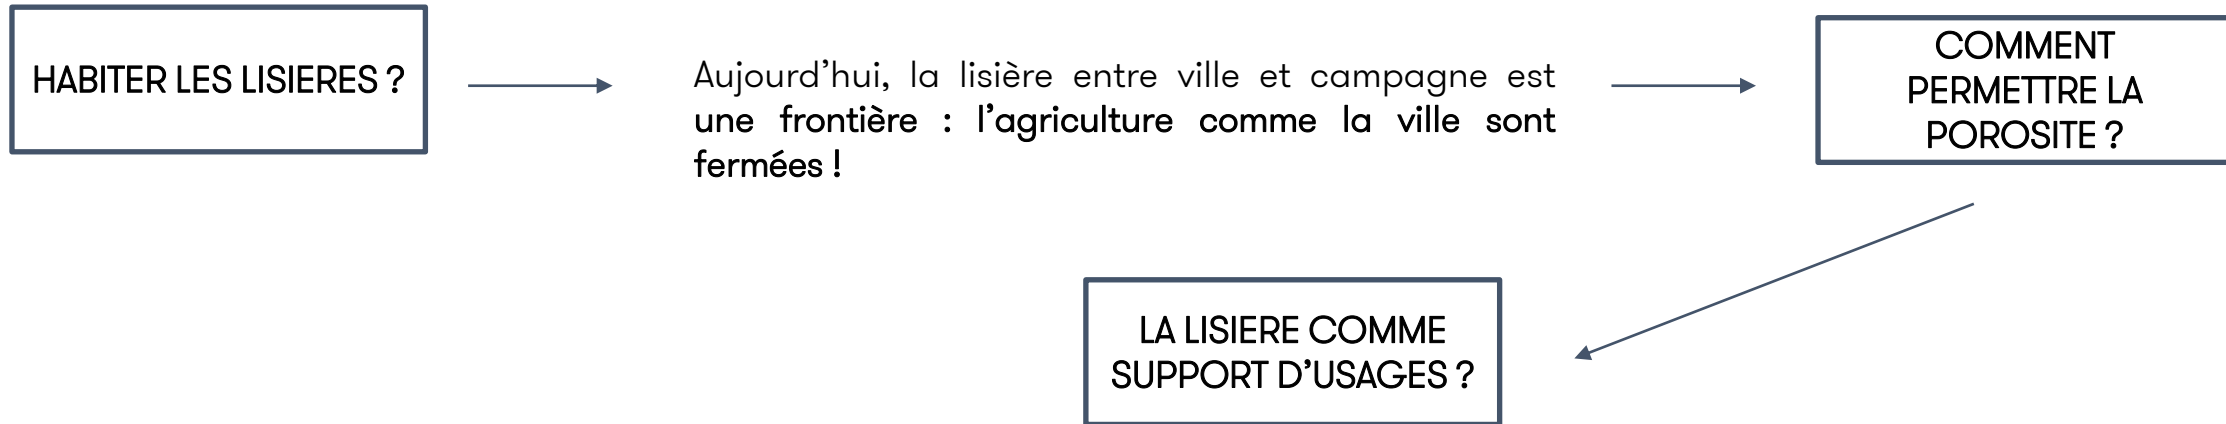 HABITER LES LISIERES ?
Aujourd’hui, la lisière entre ville et campagne est
une frontière : l’agriculture comme la ville sont
fermées !
COMMENT
PERMETTRE LA
POROSITE ?
LA LISIERE COMME
SUPPORT D’USAGES ?